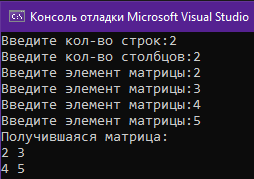 Консоль отладки Microsoft Visual Studio
Введите кол-во строк:2
Введите кол-во столбцов:2
Введите элемент матрицы:2
Введите элемент матрицы:3
Введите элемент матрицы:4
Введите элемент матрицы:5
Получившаяся матрица:
2 3
4 5